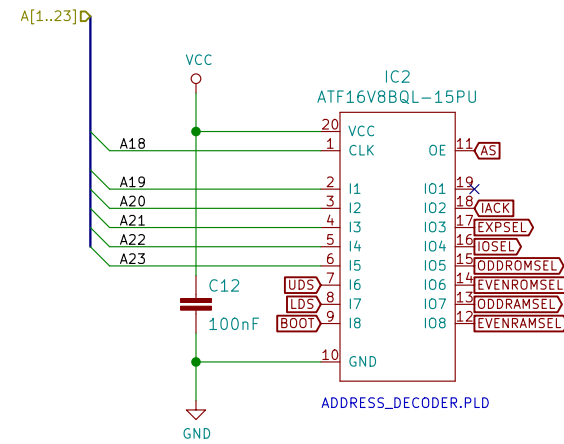 A[1..23]
VCC
IC2
ATF16V8BQL-15PU
20 VCC
A18 1 CLK OE 11 AS
IO1 19
A19 2 I1
IO2 18 IACK
A20 3 I2
IO3 17 EXPSEL
A21 4 I3
IO4 16 IOSEL
A22 5 I4
IO5 15 ODDROMSEL
A23 6 I5
IO6 14 EVENROMSEL
UDS 7 I6
IO7 13 ODDRAMSEL
LDS 8 I7
IO8 12 EVENRAMSEL
BOOT 9 I8
C12
100nF
10 GND
ADDRESS_DECODER.PLD
GND